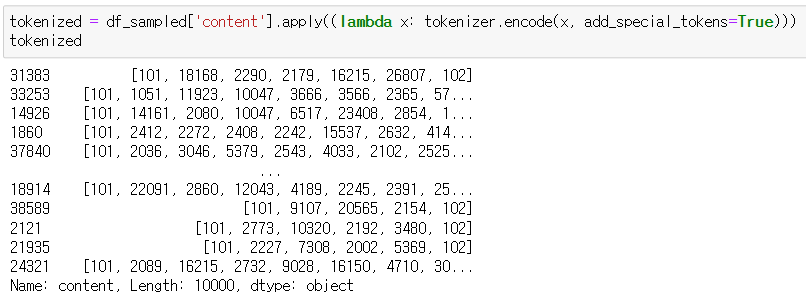 tokenized = df_sampled['content'].apply((lambda x: tokenizer.encode(x, add_special_tokens=True)))
tokenized
31383 [101, 18168, 2290, 2179, 16215, 26807, 102]
33253 [101, 1051, 11923, 10047, 3666, 3566, 2365, 57...
14926 [101, 14161, 2080, 10047, 6517, 23408, 2854, 1...
1860 [101, 2412, 2272, 2408, 2242, 15537, 2632, 414...
37840 [101, 2036, 3046, 5379, 2543, 4033, 2102, 2525...
...
18914 [101, 22091, 2860, 12043, 4189, 2245, 2391, 25...
38589 [101, 9107, 20565, 2154, 102]
2121 [101, 2773, 10320, 2192, 3480, 102]
21935 [101, 2227, 7308, 2002, 5369, 102]
24321 [101, 2089, 16215, 2732, 9028, 16150, 4710, 30...
Name: content, Length: 10000, dtype: object